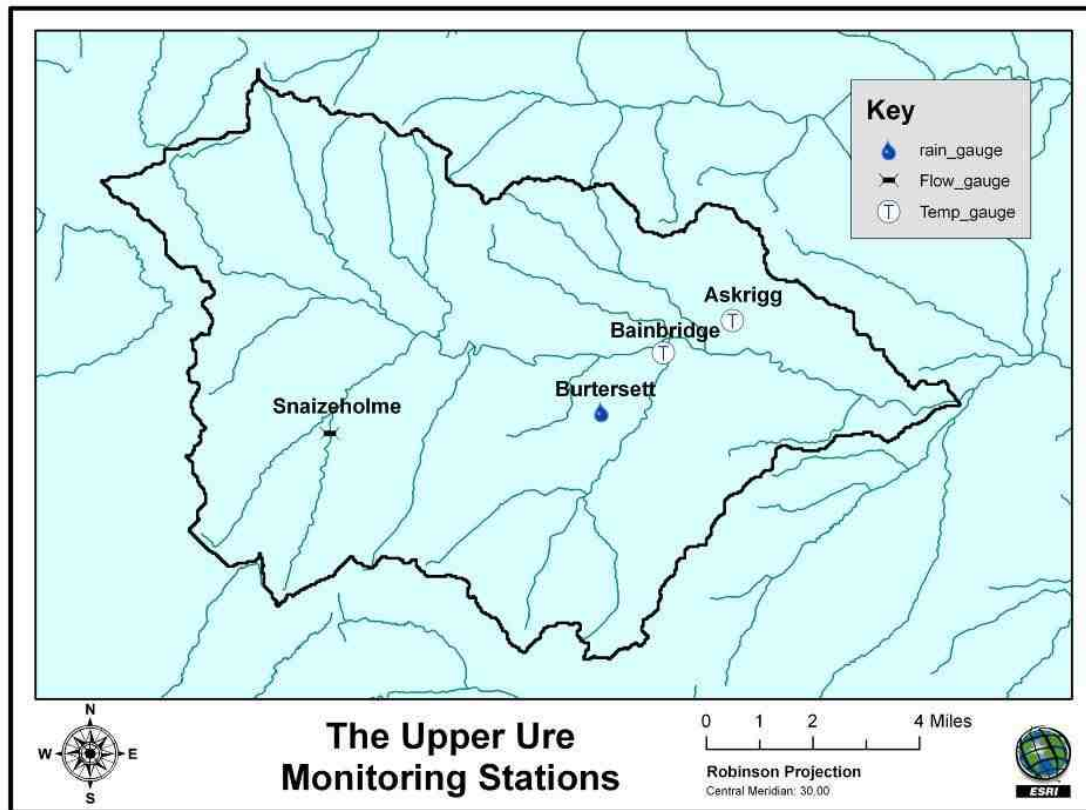 Key
rain_gauge
Flow_gauge
T Temp_gauge
Askrigg
T
Bainbridge
T
Burtersett
Snaizeholme
N
W E
S
The Upper Ure
Monitoring Stations
0 1 2 4 Miles
Robinson Projection
Central Meridian: 30.00
ESRI